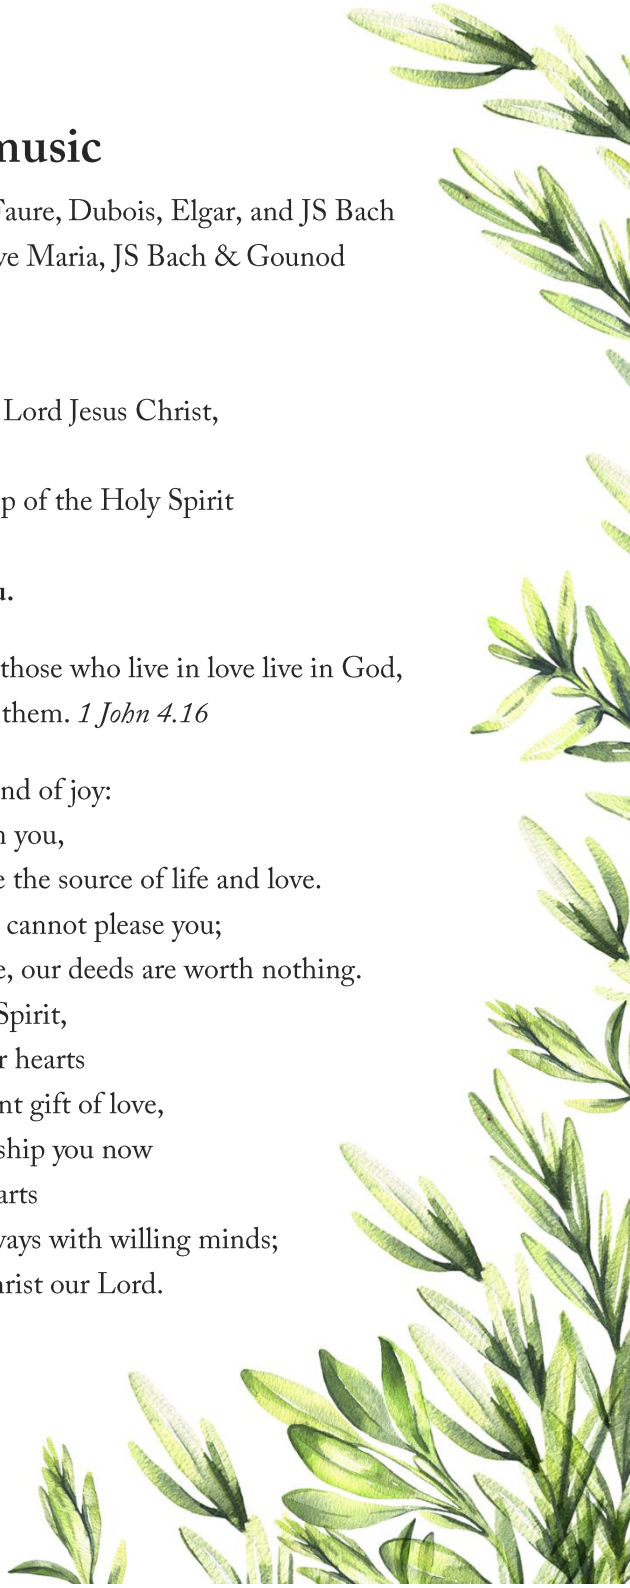 music
Faure, Dubois, Elgar, and JS Bach
ve Maria, JS Bach & Gounod
Lord Jesus Christ,
p of the Holy Spirit
u.
those who live in love live in God,
them. 1 John 4.16
nd of joy:
n you,
e the source of life and love.
cannot please you;
e, our deeds are worth nothing.
Spirit,
r hearts
nt gift of love,
ship you now
arts
ways with willing minds;
hrist our Lord.